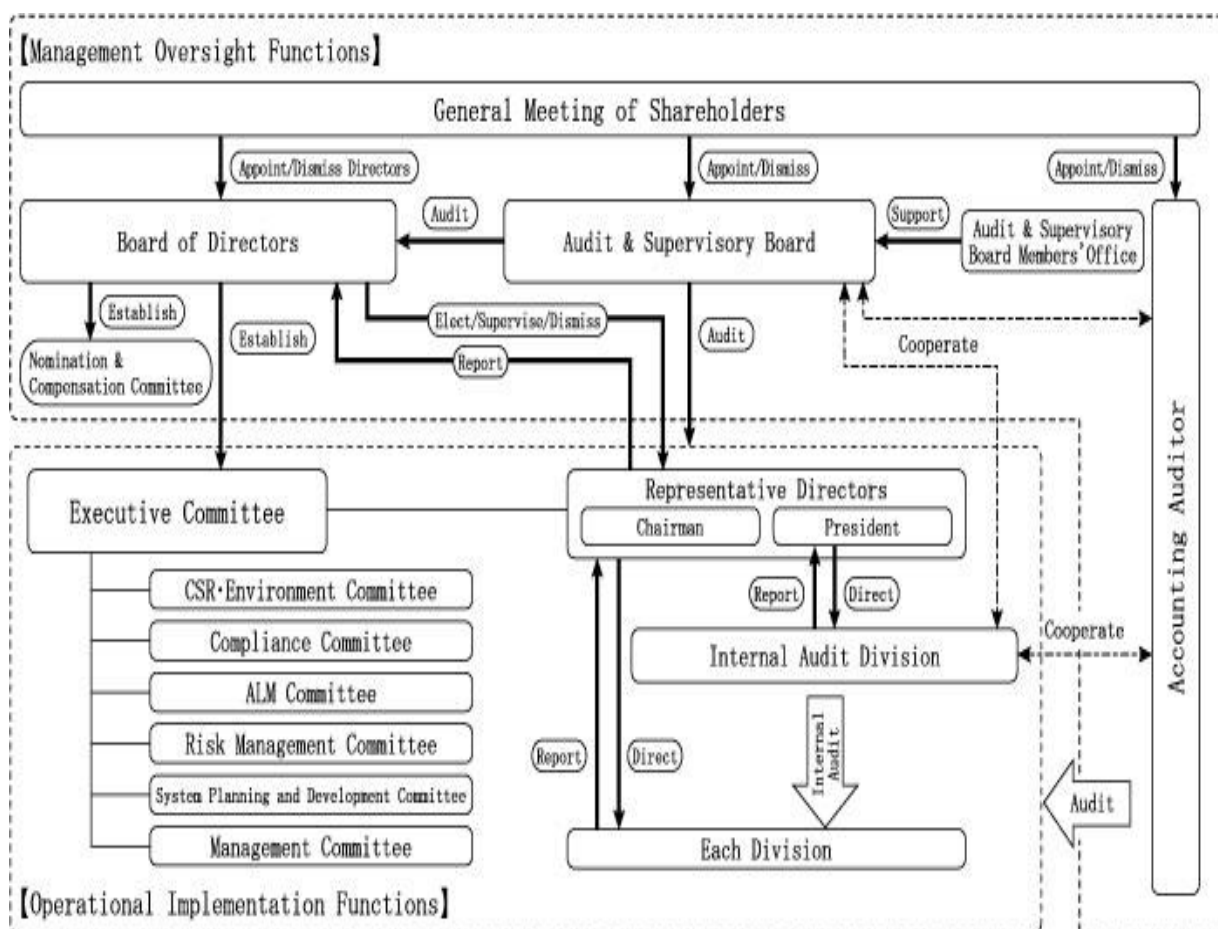 【Management Oversight Functions】
General Meeting of Shareholders
Appoint/Dismiss Directors
Appoint/Dismiss
Appoint/Dismiss
Board of Directors
Audit
Audit & Supervisory Board
Support
Audit & Supervisory
Board Members'Office
Establish
Establish
Elect/Supervise/Dismiss
Report
Audit
Cooperate
Nomination &
Compensation Committee
Accounting Auditor
Executive Committee
Representative Directors
Chairman
President
CSR・Environment Committee
Compliance Committee
ALM Committee
Risk Management Committee
System Planning and Development Committee
Management Committee
Report
Direct
Internal Audit Division
Cooperate
Report
Direct
Internal
Audit
Audit
Each Division
【Operational Implementation Functions】